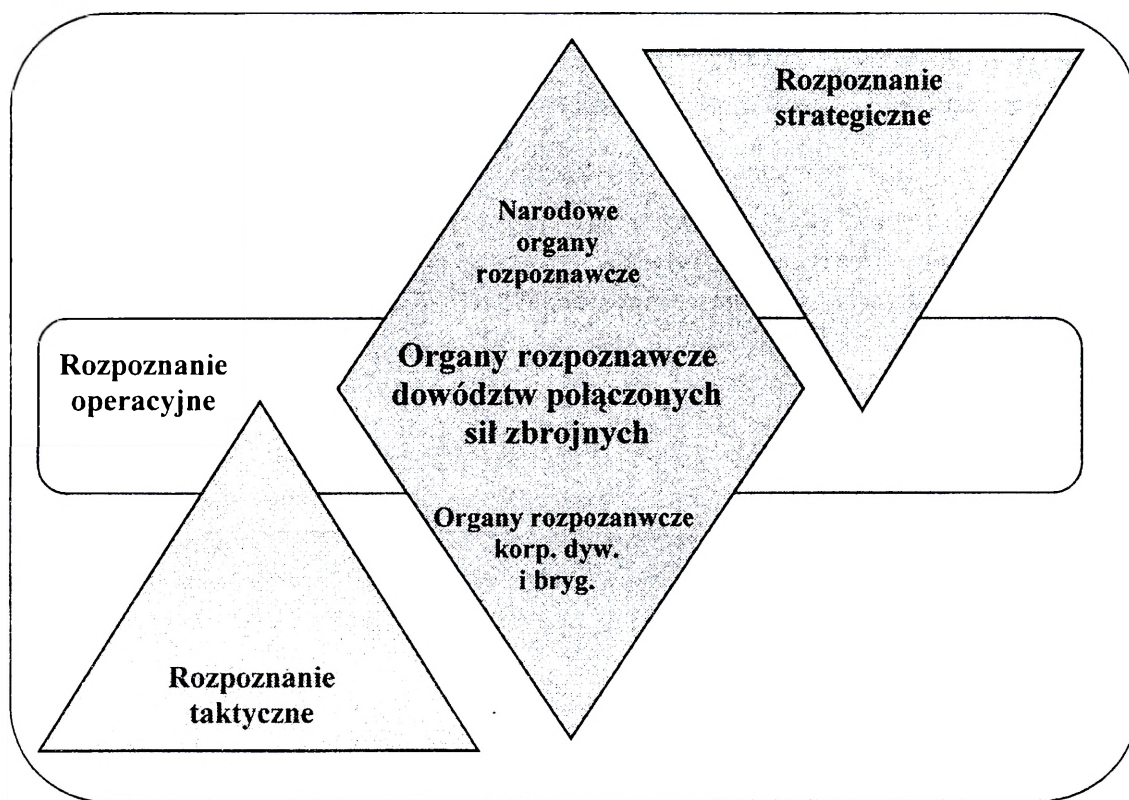 Rozpoznanie
strategiczne
Narodowe
organy
rozpoznawcze
Rozpoznanie
operacyjne
Organy rozpoznawcze
dowództw połączonych
sił zbrojnych
Organy rozpozanwcze
korp. dyw.
i bryg.
Rozpoznanie
taktyczne